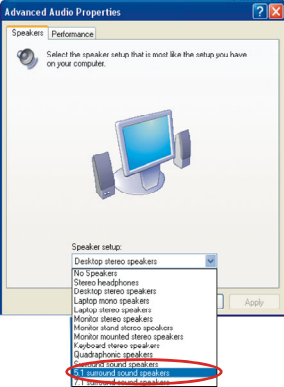 Advanced Audio Properties
Speakers
Performance
Select the speaker setup that is most like the setup you have
on your computer.
Speaker setup:
Desktop stereo speakers
No Speakers
Stereo headphones
Desktop stereo speakers
Laptop mono speakers
Laptop stereo speakers
Monitor stereo speakers
Monitor stand stereo speakers
Monitor mounted stereo speakers
Keyboard stereo speakers
Quadraphonic speakers
Surround sound speakers
5.1 surround sound speakers
7.1 surround sound speakers
Apply